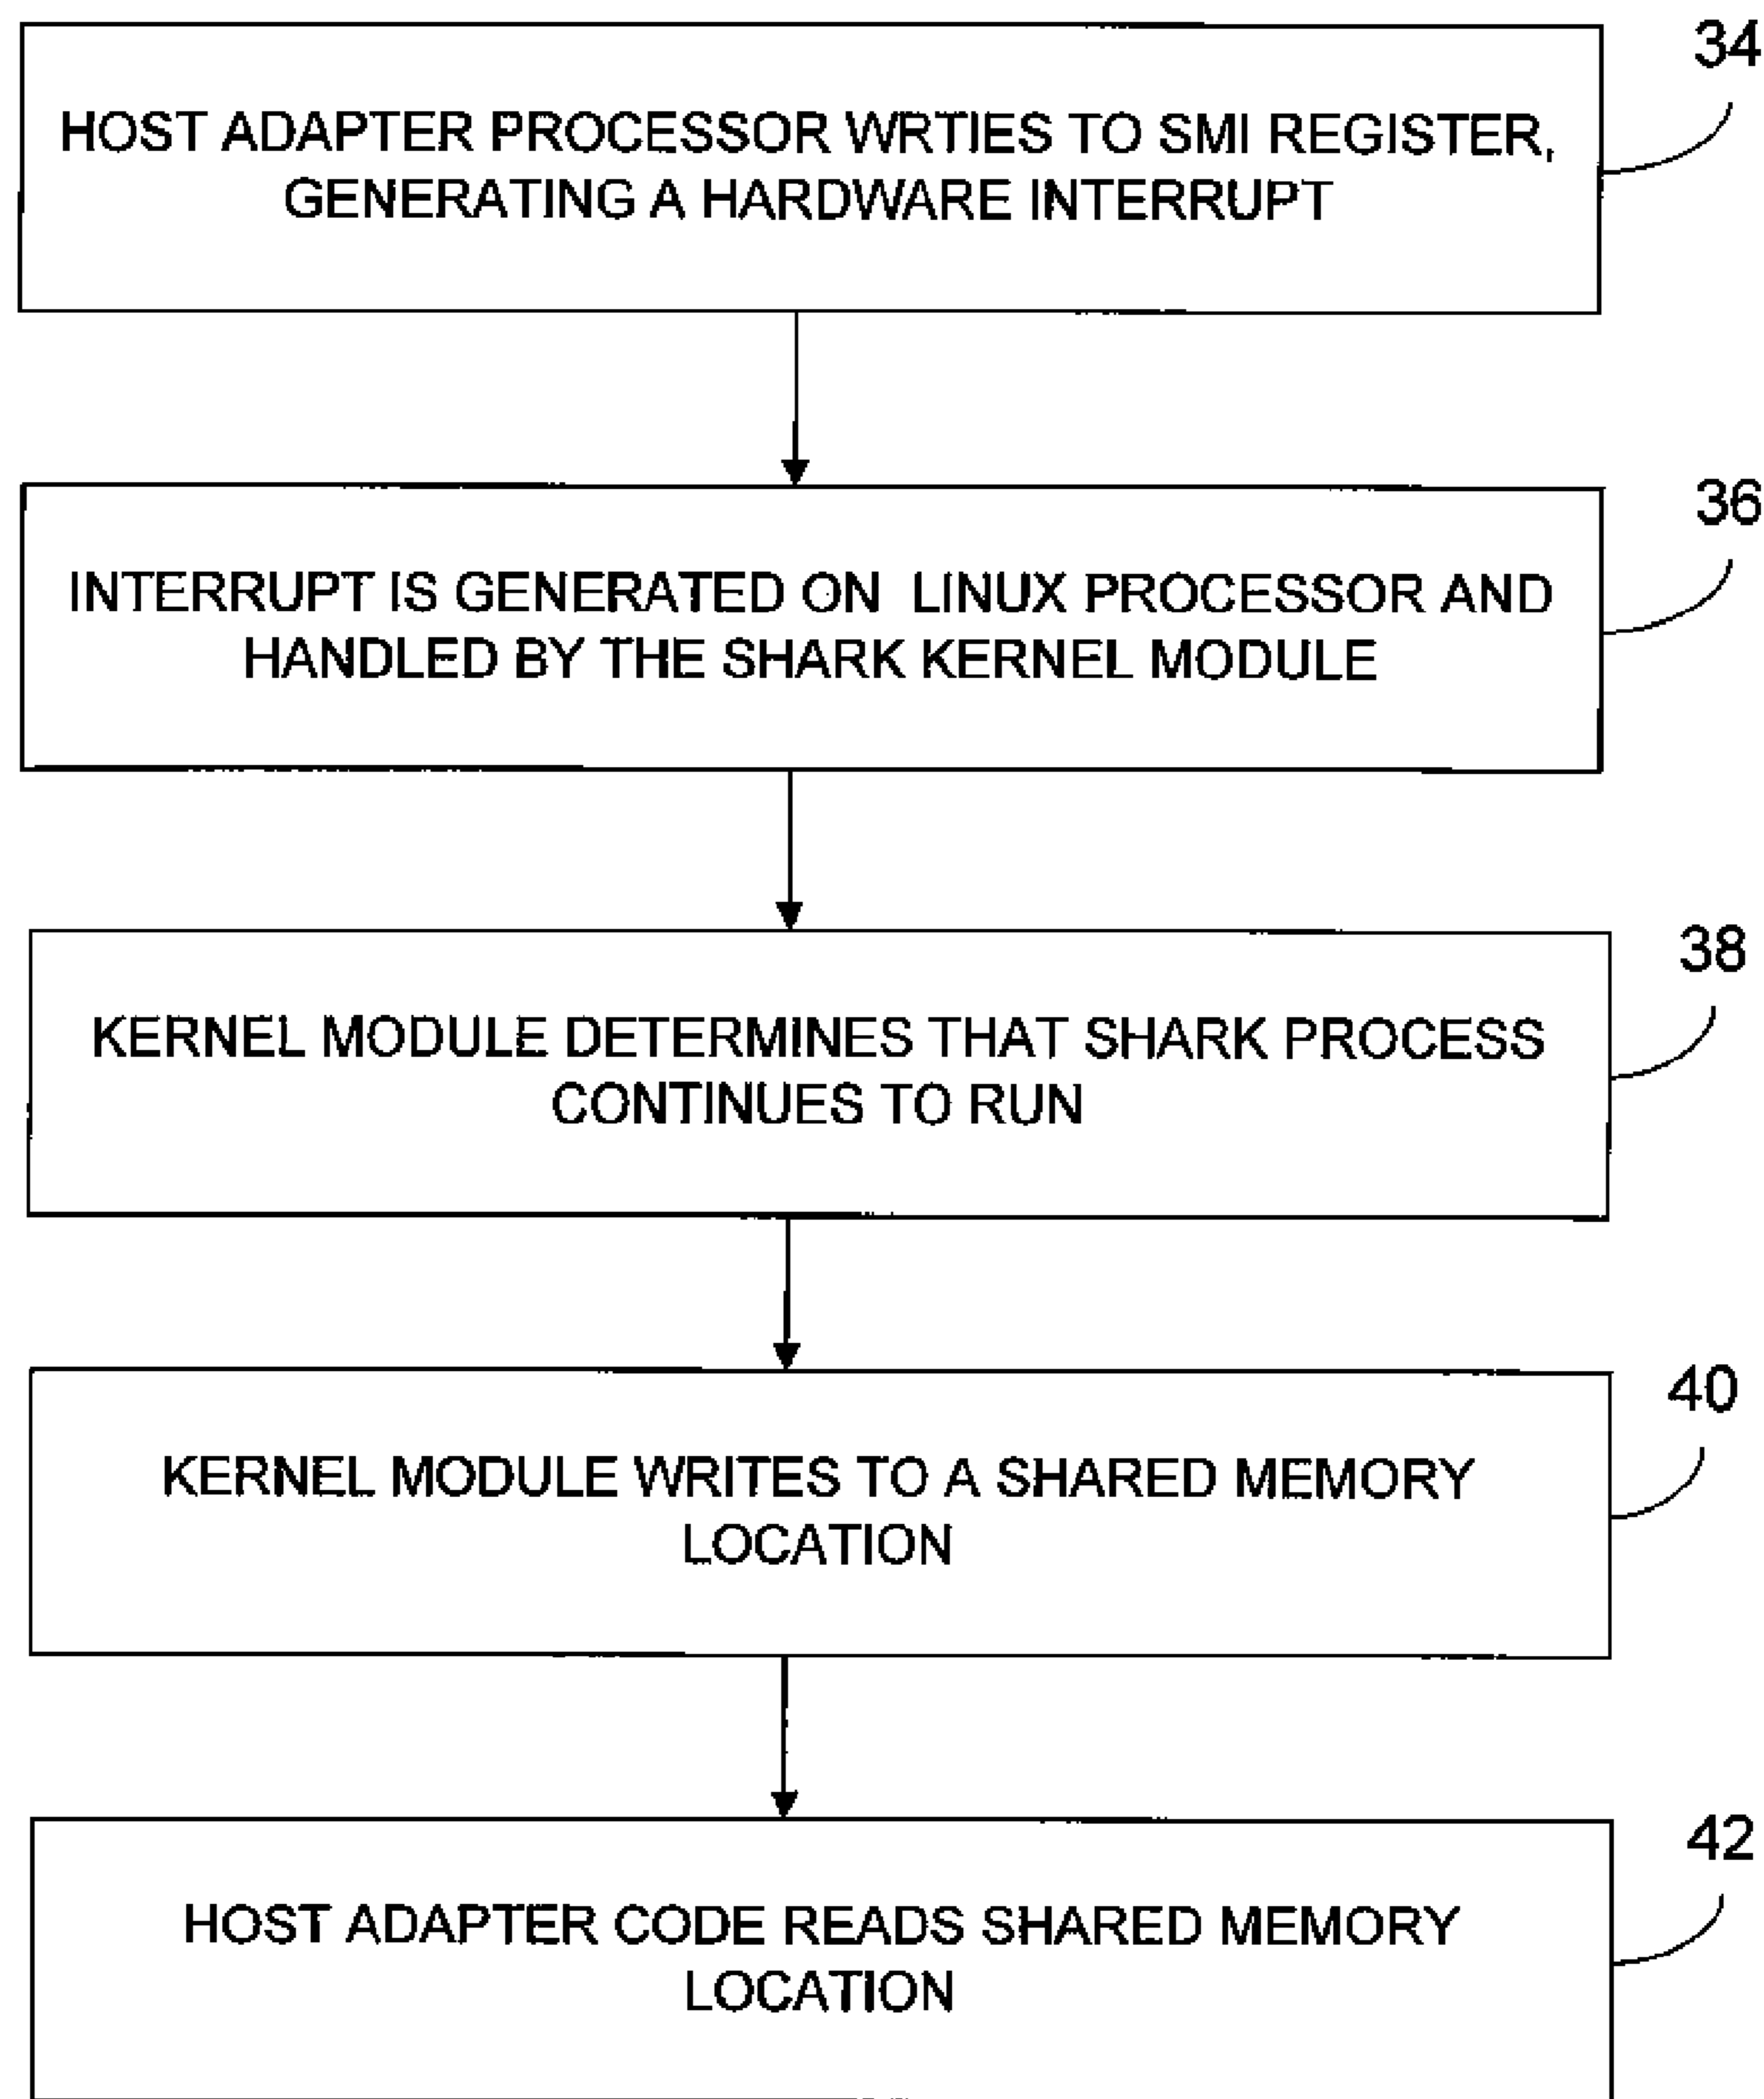 34
HOST ADAPTER PROCESSOR WRTIES TO SMI REGISTER,
GENERATING A HARDWARE INTERRUPT
36
INTERRUPT IS GENERATED ON LINUX PROCESSOR AND
HANDLED BY THE SHARK KERNEL MODULE
38
KERNEL MODULE DETERMINES THAT SHARK PROCESS
CONTINUES TO RUN
40
KERNEL MODULE WRITES TO A SHARED MEMORY
LOCATION
42
HOST ADAPTER CODE READS SHARED MEMORY
LOCATION